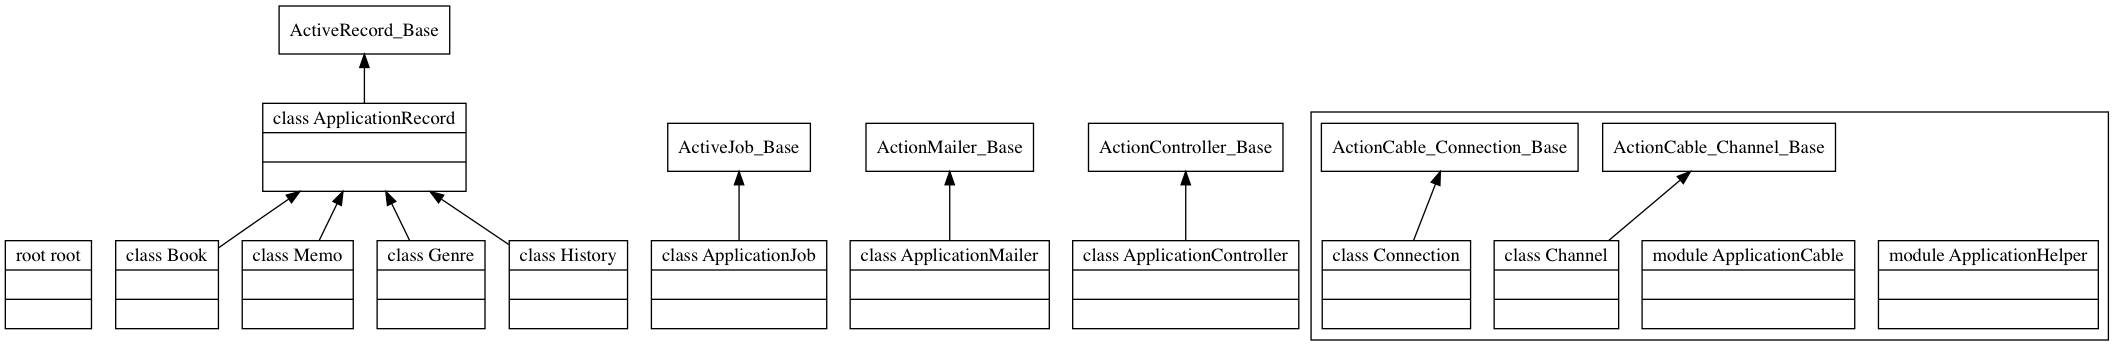 ActiveRecord_Base
class ApplicationRecord
ActiveJob_Base
ActionMailer_Base
ActionController_Base
ActionCable_Connection_Base
ActionCable_Channel_Base
root root
class Book
class Memo
class Genre
class History
class ApplicationJob
class ApplicationMailer
class ApplicationController
class Connection
class Channel
module ApplicationCable
module ApplicationHelper